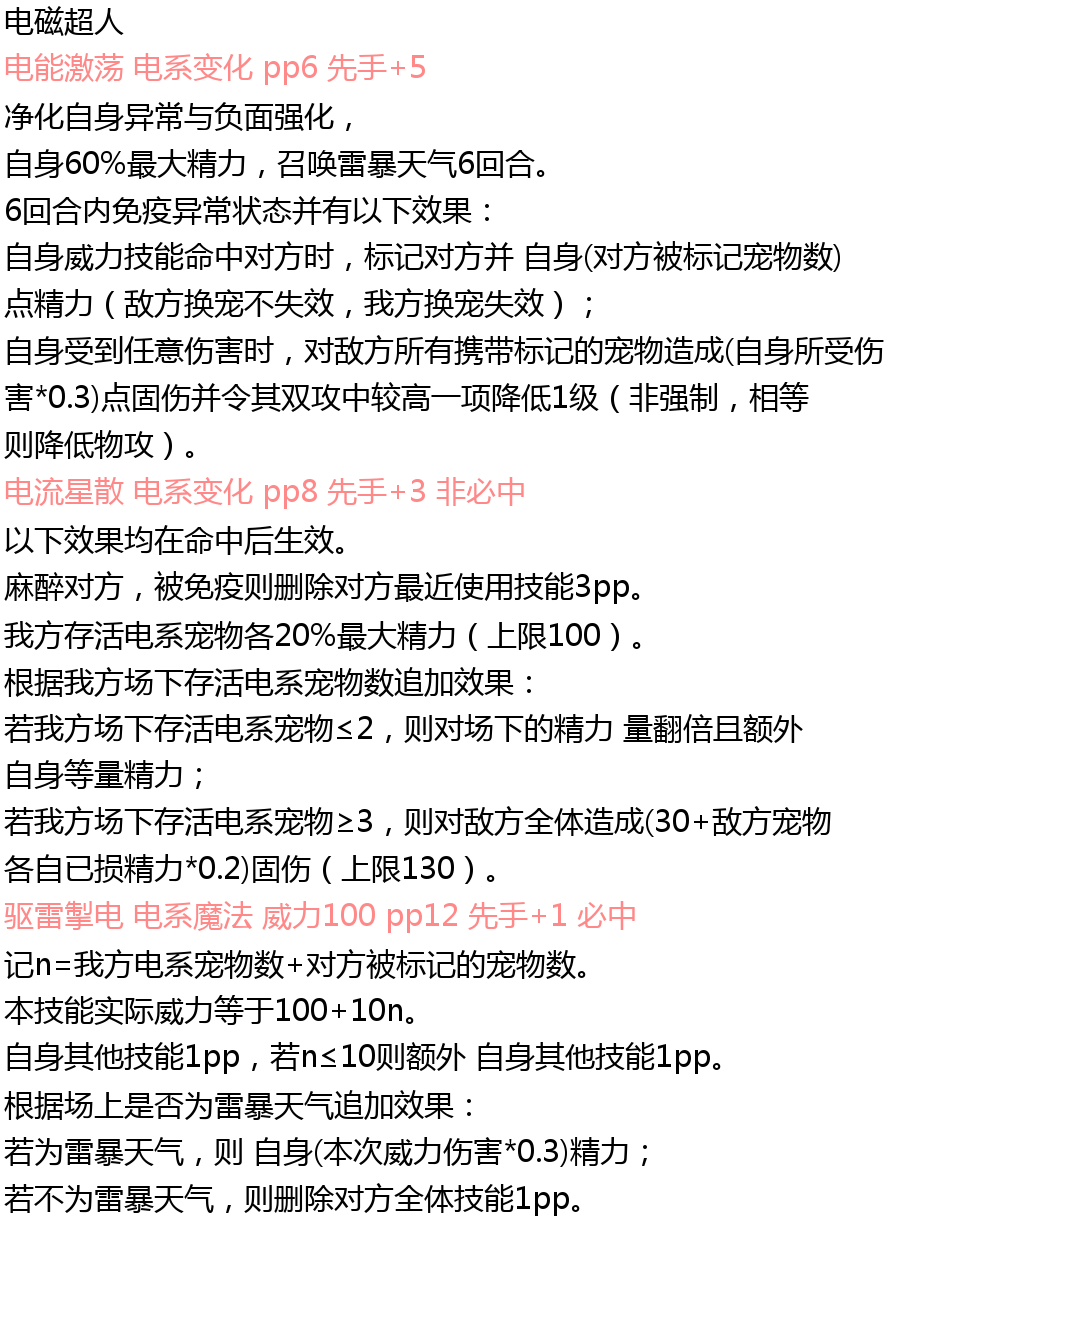 电磁超人
电能激荡 电系变化 pp6 先手+5
净化自身异常与负面强化，
自身60%最大精力，召唤雷暴天气6回合。
6回合内免疫异常状态并有以下效果：
自身威力技能命中对方时，标记对方并 自身(对方被标记宠物数)
点精力（敌方换宠不失效，我方换宠失效）；
自身受到任意伤害时，对敌方所有携带标记的宠物造成(自身所受伤
害*0.3)点固伤并令其双攻中较高一项降低1级（非强制，相等
则降低物攻）。
电流星散 电系变化 pp8 先手+3 非必中
以下效果均在命中后生效。
麻醉对方，被免疫则删除对方最近使用技能3pp。
我方存活电系宠物各20%最大精力（上限100）。
根据我方场下存活电系宠物数追加效果：
若我方场下存活电系宠物≤2，则对场下的精力 量翻倍且额外
自身等量精力；
若我方场下存活电系宠物≥3，则对敌方全体造成(30+敌方宠物
各自已损精力*0.2)固伤（上限130）。
驱雷掣电 电系魔法 威力100 pp12 先手+1 必中
记n=我方电系宠物数+对方被标记的宠物数。
本技能实际威力等于100+10n。
自身其他技能1pp，若n≤10则额外 自身其他技能1pp。
根据场上是否为雷暴天气追加效果：
若为雷暴天气，则 自身(本次威力伤害*0.3)精力；
若不为雷暴天气，则删除对方全体技能1pp。